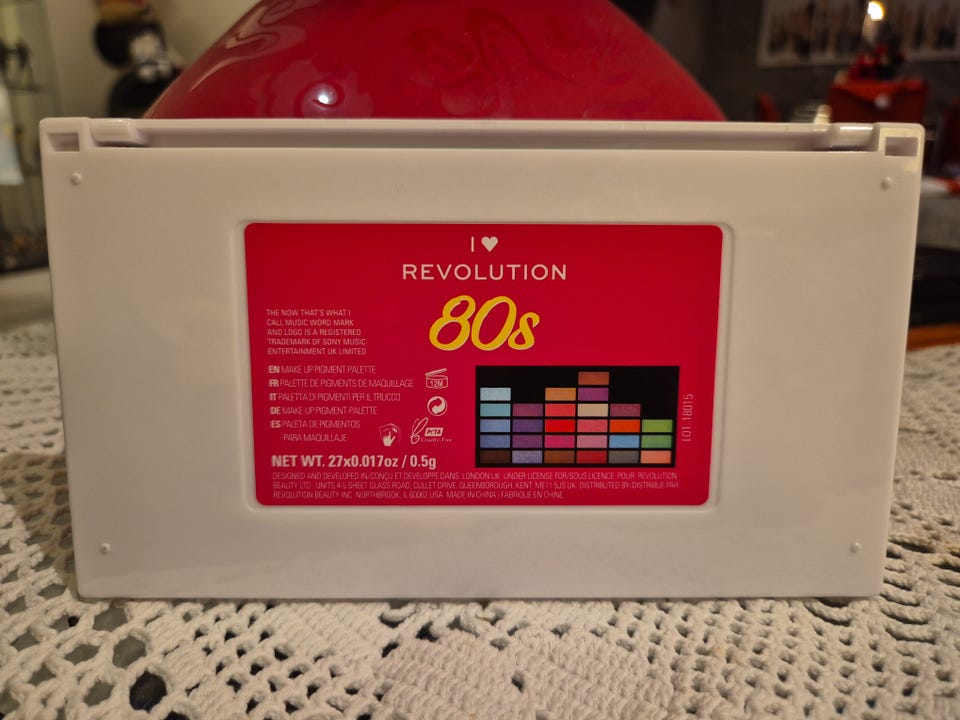 I ♥
REVOLUTION
80s
THE NOW THAT'S WHAT I
CALL MUSIC WORD MARK
AND LOGO IS A REGISTERED
TRADEMARK OF SONY MUSIC
ENTERTAINMENT UK LIMITED
EN MAKE UP PIGMENT PALETTE
FR PALETTE DE PIGMENTS DE MAQUILLAGE
IT PALETTA DI PIGMENTI PER IL TRUCCO
DE MAKE-UP-PIGMENT-PALETTE
ES PALETA DE PIGMENTOS
PARA MAQUILLAJE
12M
PETA
Cruelty-Free
LOT: 18015
NET WT. 27x0.017oz / 0.5g
DESIGNED AND DEVELOPED IN/CONÇU ET DÉVELOPPÉ DANS: LONDON UK. UNDER LICENSE FOR/SOUS LICENCE POUR: REVOLUTION
BEAUTY LTD. UNITS 4-5 SHEET GLASS ROAD, CULLET DRIVE, QUEENBOROUGH, KENT, ME11 5JS UK. DISTRIBUTED BY/DISTRIBUÉ PAR:
REVOLUTION BEAUTY INC. NORTHBROOK, IL 60062 USA. MADE IN CHINA | FABRIQUÉ EN CHINE.